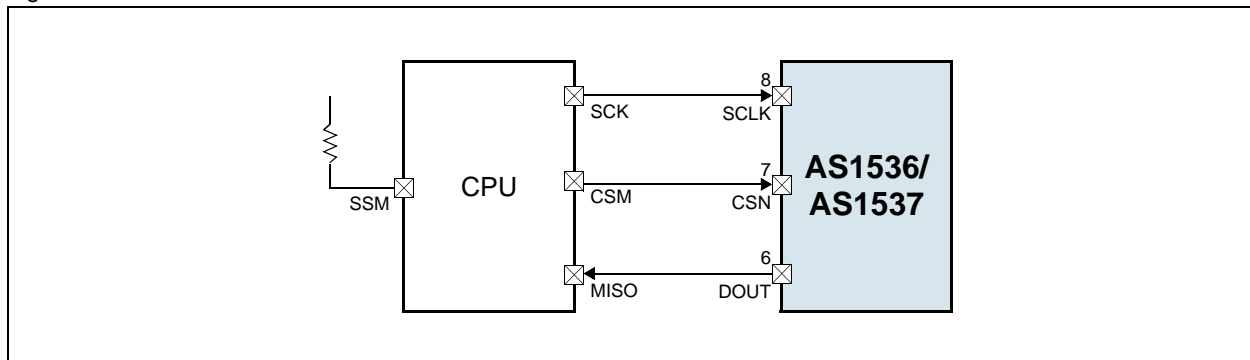 8
SCK
SCLK
CPU
7
AS1536/
AS1537
SSM
CSM
CSN
6
MISO
DOUT